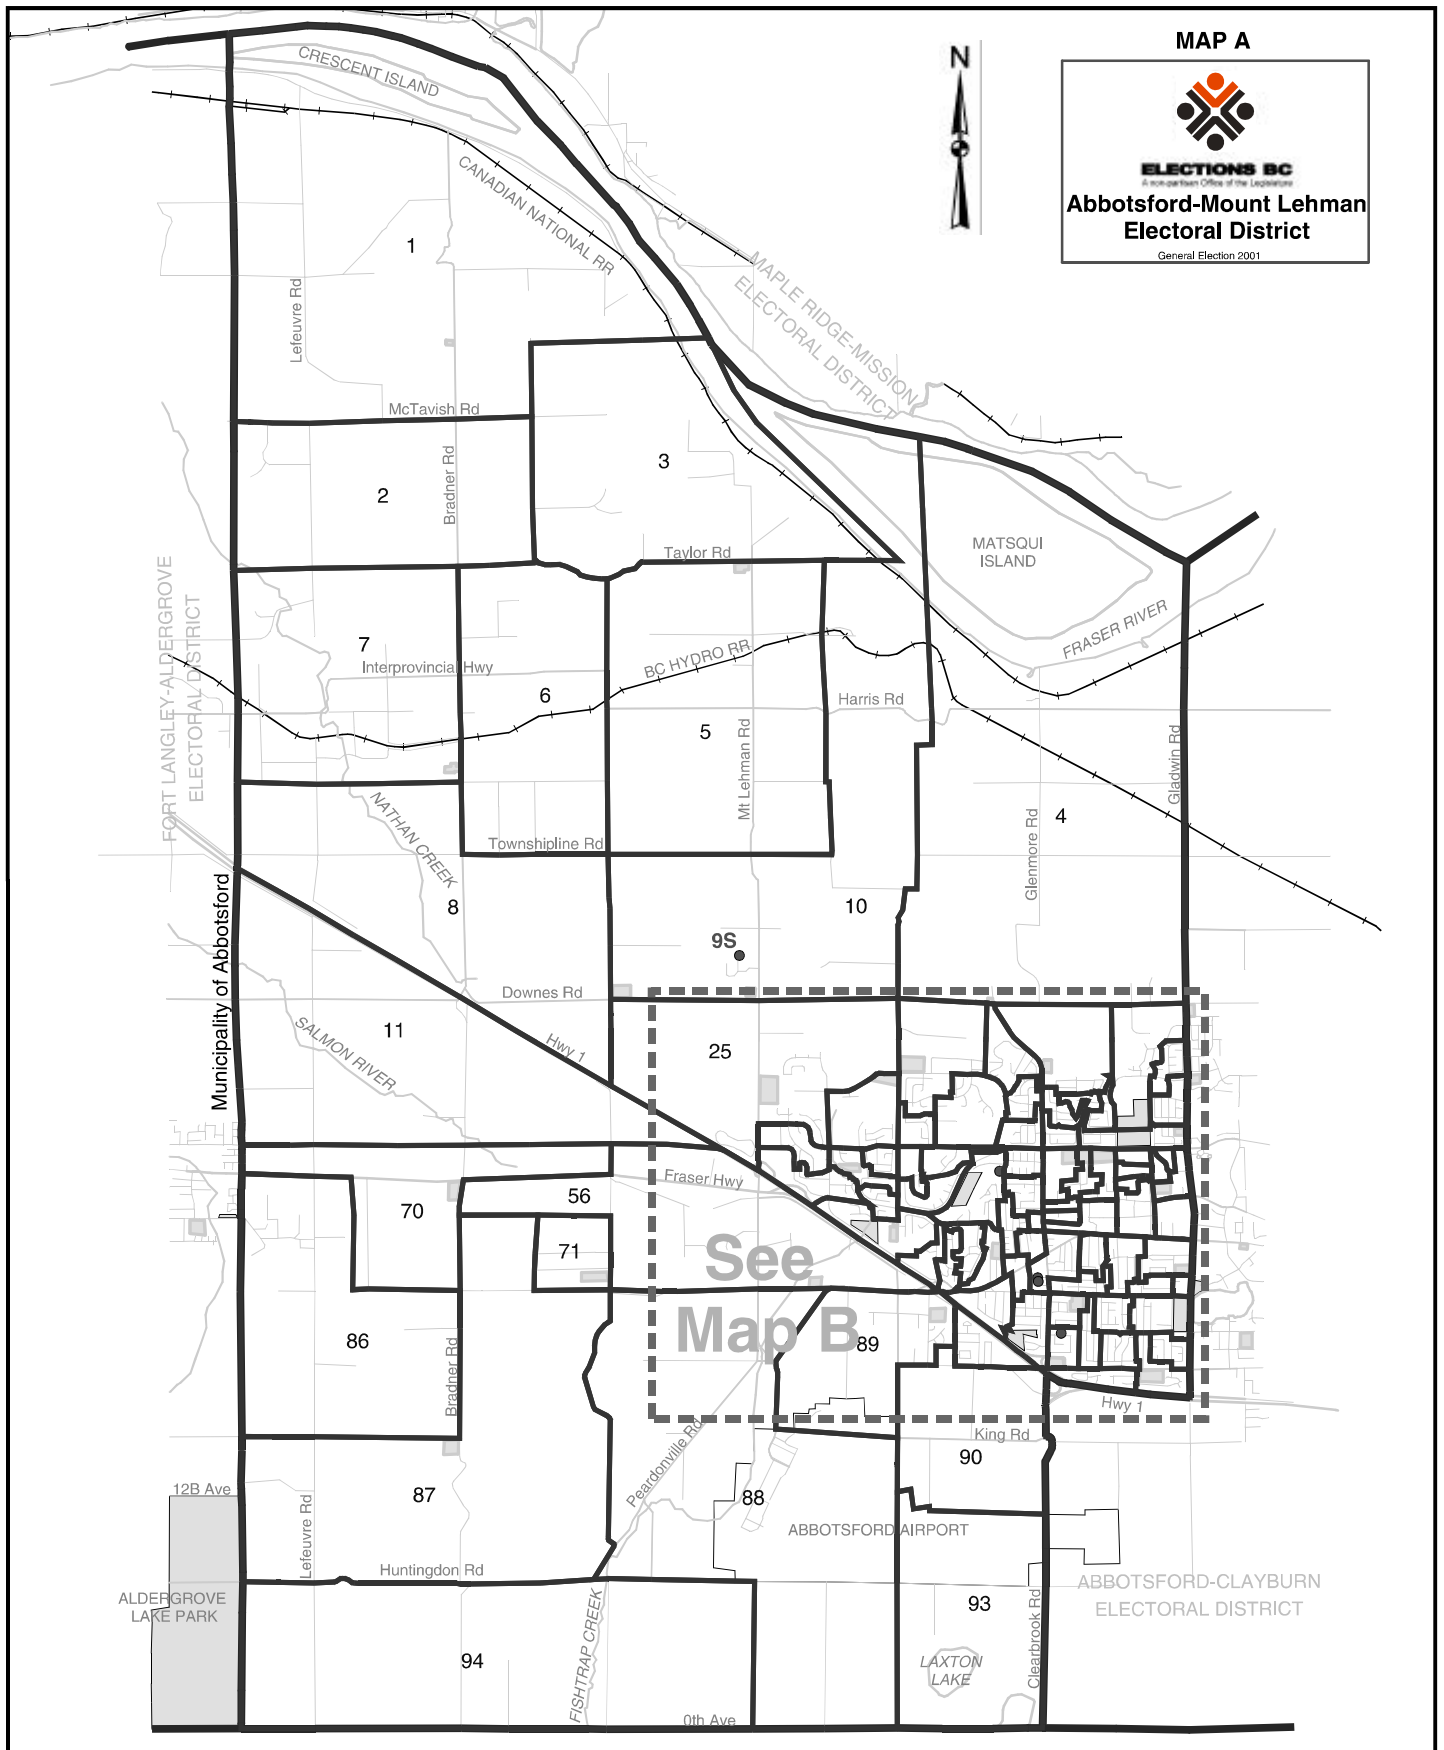 MAP A
N
ELECTIONS BC
A non-partisan Office of the Legislature
Abbotsford-Mount Lehman
Electoral District
General Election 2001
CRESCENT ISLAND
CANADIAN NATIONAL RR
1
Lefeuvre Rd
MAPLE RIDGE-MISSION
ELECTORAL DISTRICT
McTavish Rd
Bradner Rd
2
3
Taylor Rd
MATSQUI
ISLAND
FORT LANGLEY-ALDERGROVE
ELECTORAL DISTRICT
FRASER RIVER
7
Interprovincial Hwy
BC HYDRO RR
6
Harris Rd
5
Mt Lehman Rd
Gladwin Rd
NATHAN CREEK
Townshipline Rd
Glenmore Rd
4
Municipality of Abbotsford
8
10
9S
Downes Rd
11
SALMON RIVER
Hwy 1
25
Fraser Hwy
70
56
71
See
Map B
86
Bradner Rd
89
Hwy 1
Peardonville Rd
King Rd
90
12B Ave
87
Lefeuvre Rd
88
ABBOTSFORD AIRPORT
Huntingdon Rd
ALDERGROVE
LAKE PARK
FISHTRAP CREEK
93
Clearbrook Rd
ABBOTSFORD-CLAYBURN
ELECTORAL DISTRICT
94
LAXTON
LAKE
0th Ave